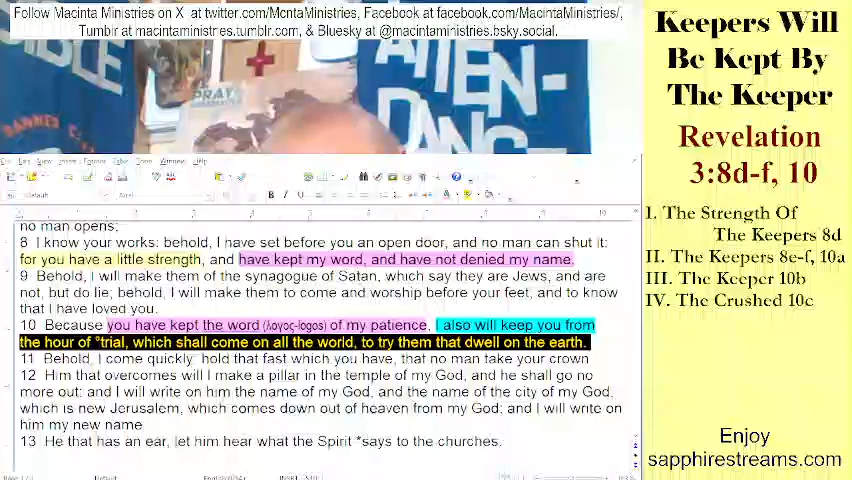 Follow Macinta Ministries on X at twitter.com/McntaMinistries, Facebook at facebook.com/MacintaMinistries/,
Tumblr at macintaministries.tumblr.com, & Bluesky at @macintaministries.bsky.social.
BIBLE
PRAY
ATTEN-
DANC
Keepers Will
Be Kept By
The Keeper
Revelation
3:8d-f, 10
I. The Strength Of
The Keepers 8d
II. The Keepers 8e-f, 10a
III. The Keeper 10b
IV. The Crushed 10c
no man opens;
8 I know your works: behold, I have set before you an open door, and no man can shut it:
for you have a little strength, and have kept my word, and have not denied my name.
9 Behold, I will make them of the synagogue of Satan, which say they are Jews, and are
not, but do lie; behold, I will make them to come and worship before your feet, and to know
that I have loved you.
10 Because you have kept the word (λογος-logos) of my patience, I also will keep you from
the hour of °trial, which shall come on all the world, to try them that dwell on the earth.
11 Behold, I come quickly hold that fast which you have, that no man take your crown
12 Him that overcomes will I make a pillar in the temple of my God, and he shall go no
more out: and I will write on him the name of my God, and the name of the city of my God,
which is new Jerusalem, which comes down out of heaven from my God; and I will write on
him my new name
13 He that has an ear, let him hear what the Spirit *says to the churches.
Enjoy
sapphirestreams.com